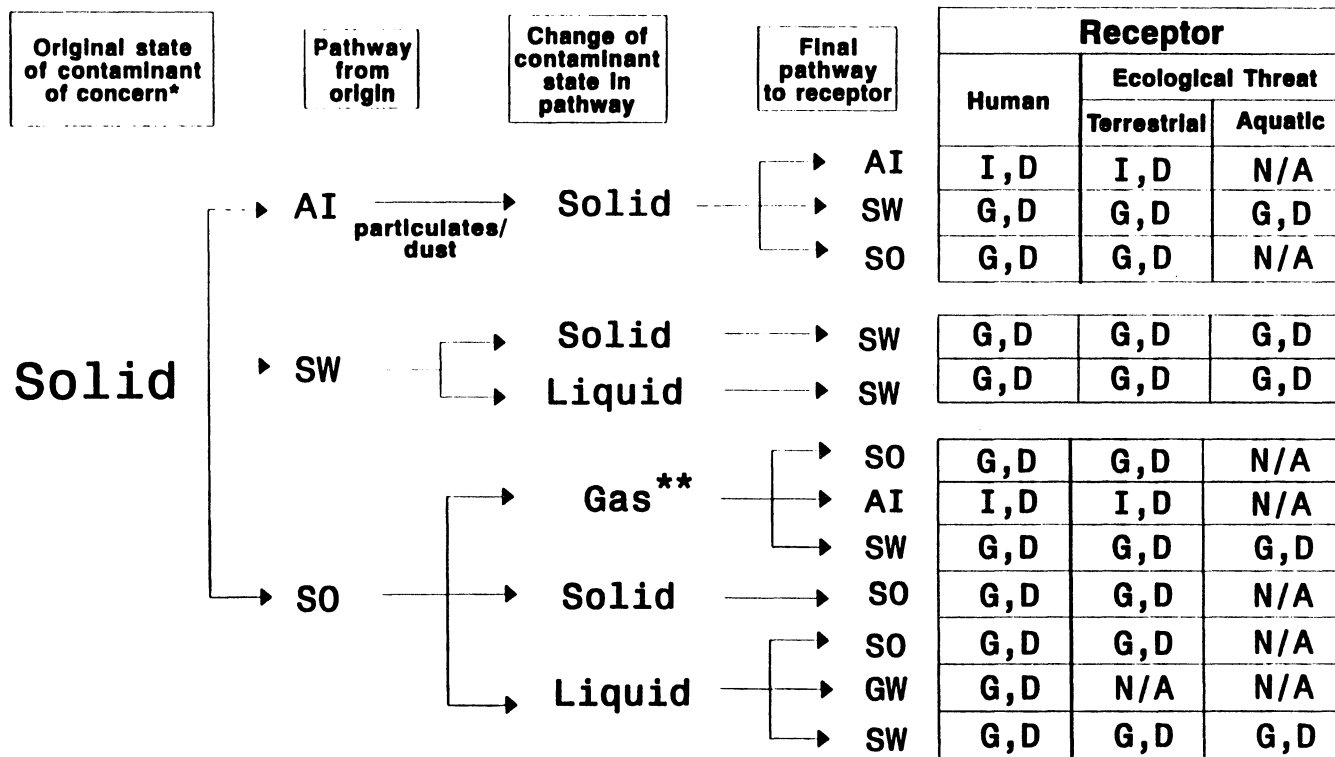 Original state
of contaminant
of concern*
Pathway
from
origin
Change of
contaminant
state in
pathway
Final
pathway
to receptor
Receptor
Human
Ecological Threat
Terrestrial
Aquatic
Solid
AI
particulates/
dust
Solid
AI I,D I,D N/A
SW G,D G,D G,D
SO G,D G,D N/A
SW
Solid SW G,D G,D G,D
Liquid SW G,D G,D G,D
SO
Gas**
SO G,D G,D N/A
AI I,D I,D N/A
SW G,D G,D G,D
Solid SO G,D G,D N/A
Liquid
SO G,D G,D N/A
GW G,D N/A N/A
SW G,D G,D G,D